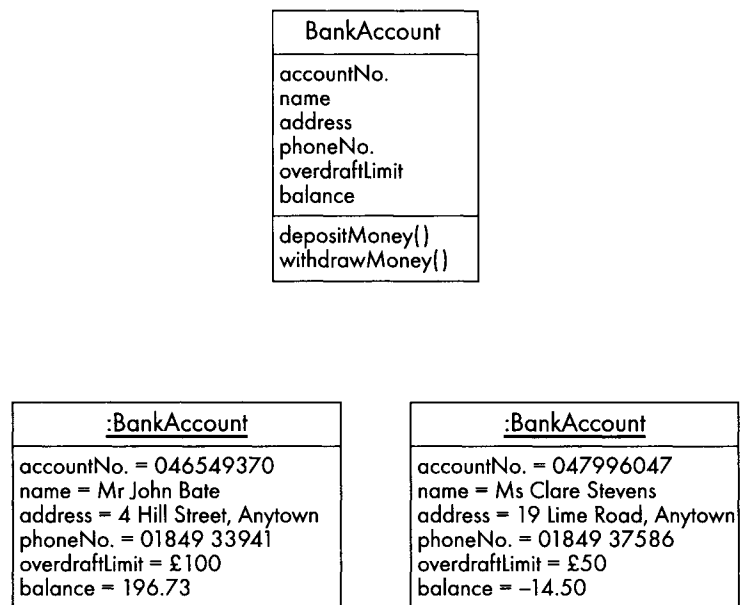 BankAccount
accountNo.
name
address
phoneNo.
overdraftLimit
balance
depositMoney()
withdrawMoney()
:BankAccount
accountNo. = 046549370
name = Mr John Bate
address = 4 Hill Street, Anytown
phoneNo. = 01849 33941
overdraftLimit = £100
balance = 196.73
:BankAccount
accountNo. = 047996047
name = Ms Clare Stevens
address = 19 Lime Road, Anytown
phoneNo. = 01849 37586
overdraftLimit = £50
balance = –14.50